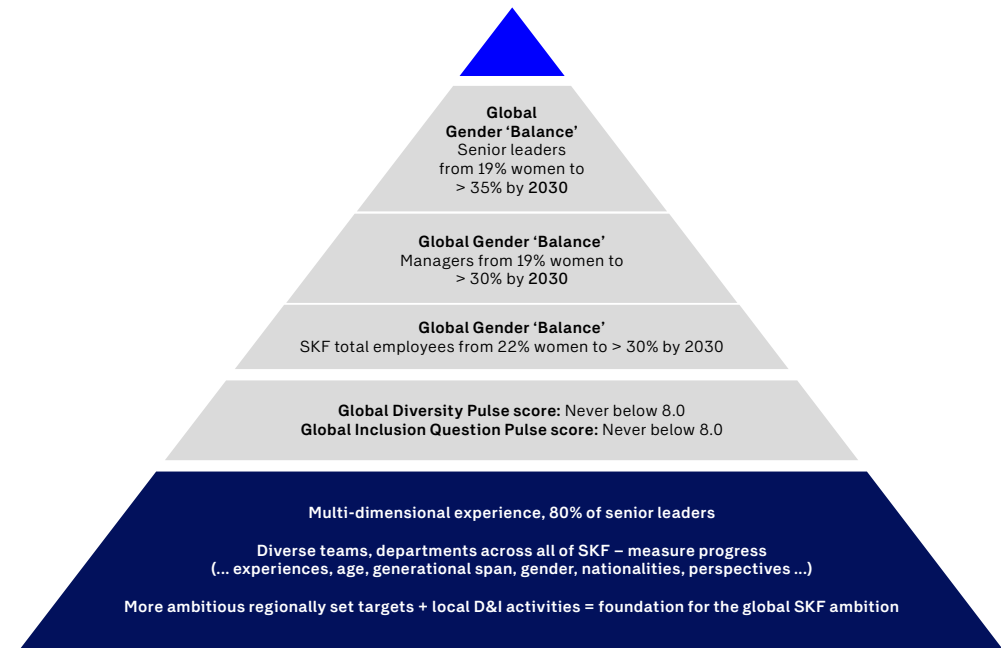 Global
Gender ‘Balance’
Senior leaders
from 19% women to
> 35% by 2030
Global Gender ‘Balance’
Managers from 19% women to
> 30% by 2030
Global Gender ‘Balance’
SKF total employees from 22% women to > 30% by 2030
Global Diversity Pulse score: Never below 8.0
Global Inclusion Question Pulse score: Never below 8.0
Multi-dimensional experience, 80% of senior leaders
Diverse teams, departments across all of SKF – measure progress
(... experiences, age, generational span, gender, nationalities, perspectives ...)
More ambitious regionally set targets + local D&I activities = foundation for the global SKF ambition